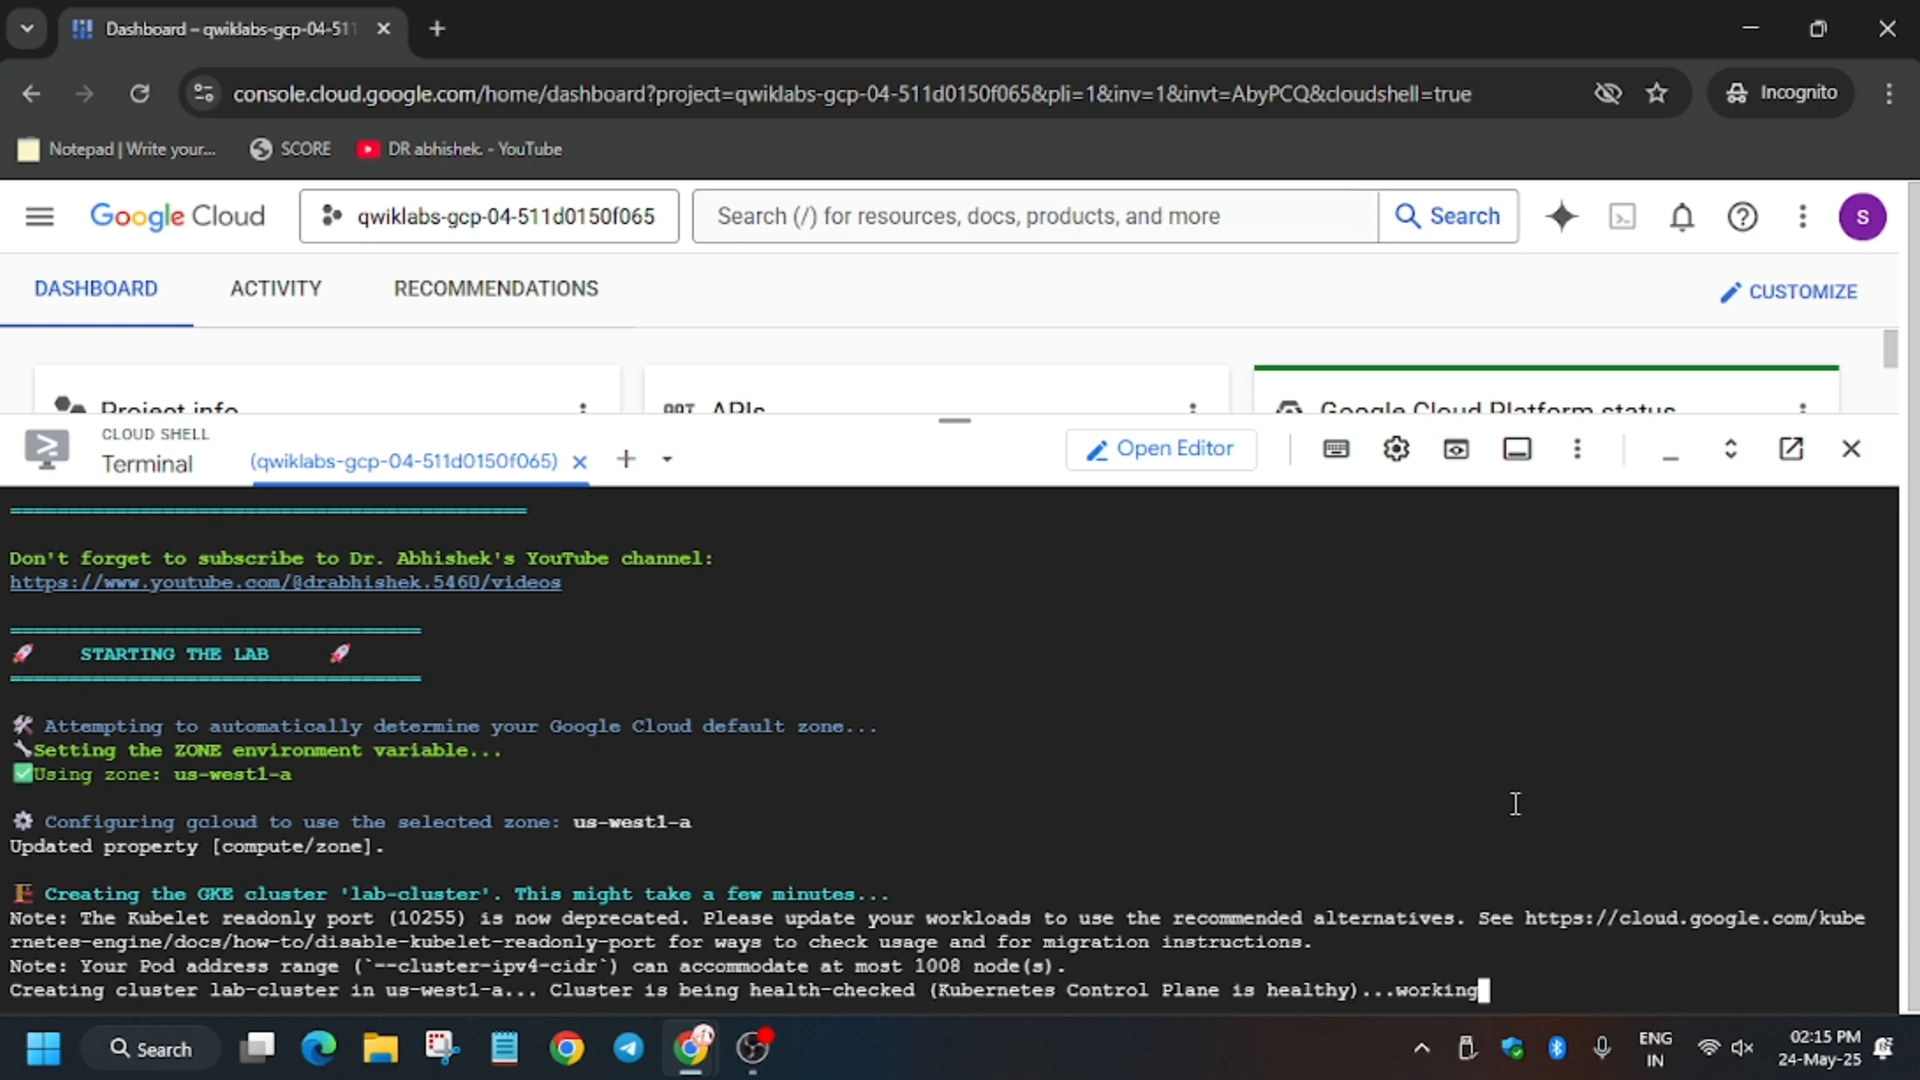 Dashboard – qwiklabs-gcp-04-511
console.cloud.google.com/home/dashboard?project=qwiklabs-gcp-04-511d0150f065&pli=1&inv=1&invt=AbyPCQ&cloudshell=true
Incognito
Notepad | Write your...
SCORE
DR abhishek. - YouTube
Google Cloud
qwiklabs-gcp-04-511d0150f065
Search (/) for resources, docs, products, and more
Search
S
DASHBOARD
ACTIVITY
RECOMMENDATIONS
CUSTOMIZE
Project info
API APIs
Google Cloud Platform status
CLOUD SHELL
Terminal
(qwiklabs-gcp-04-511d0150f065)
Open Editor
Don't forget to subscribe to Dr. Abhishek's YouTube channel:
https://www.youtube.com/@drabhishek.5460/videos
STARTING THE LAB
Attempting to automatically determine your Google Cloud default zone...
Setting the ZONE environment variable...
Using zone: us-west1-a
Configuring gcloud to use the selected zone: us-west1-a
Updated property [compute/zone].
Creating the GKE cluster 'lab-cluster'. This might take a few minutes...
Note: The Kubelet readonly port (10255) is now deprecated. Please update your workloads to use the recommended alternatives. See https://cloud.google.com/kube
rnetes-engine/docs/how-to/disable-kubelet-readonly-port for ways to check usage and for migration instructions.
Note: Your Pod address range (`--cluster-ipv4-cidr`) can accommodate at most 1008 node(s).
Creating cluster lab-cluster in us-west1-a... Cluster is being health-checked (Kubernetes Control Plane is healthy)...working
Search
ENG
IN
02:15 PM
24-May-25